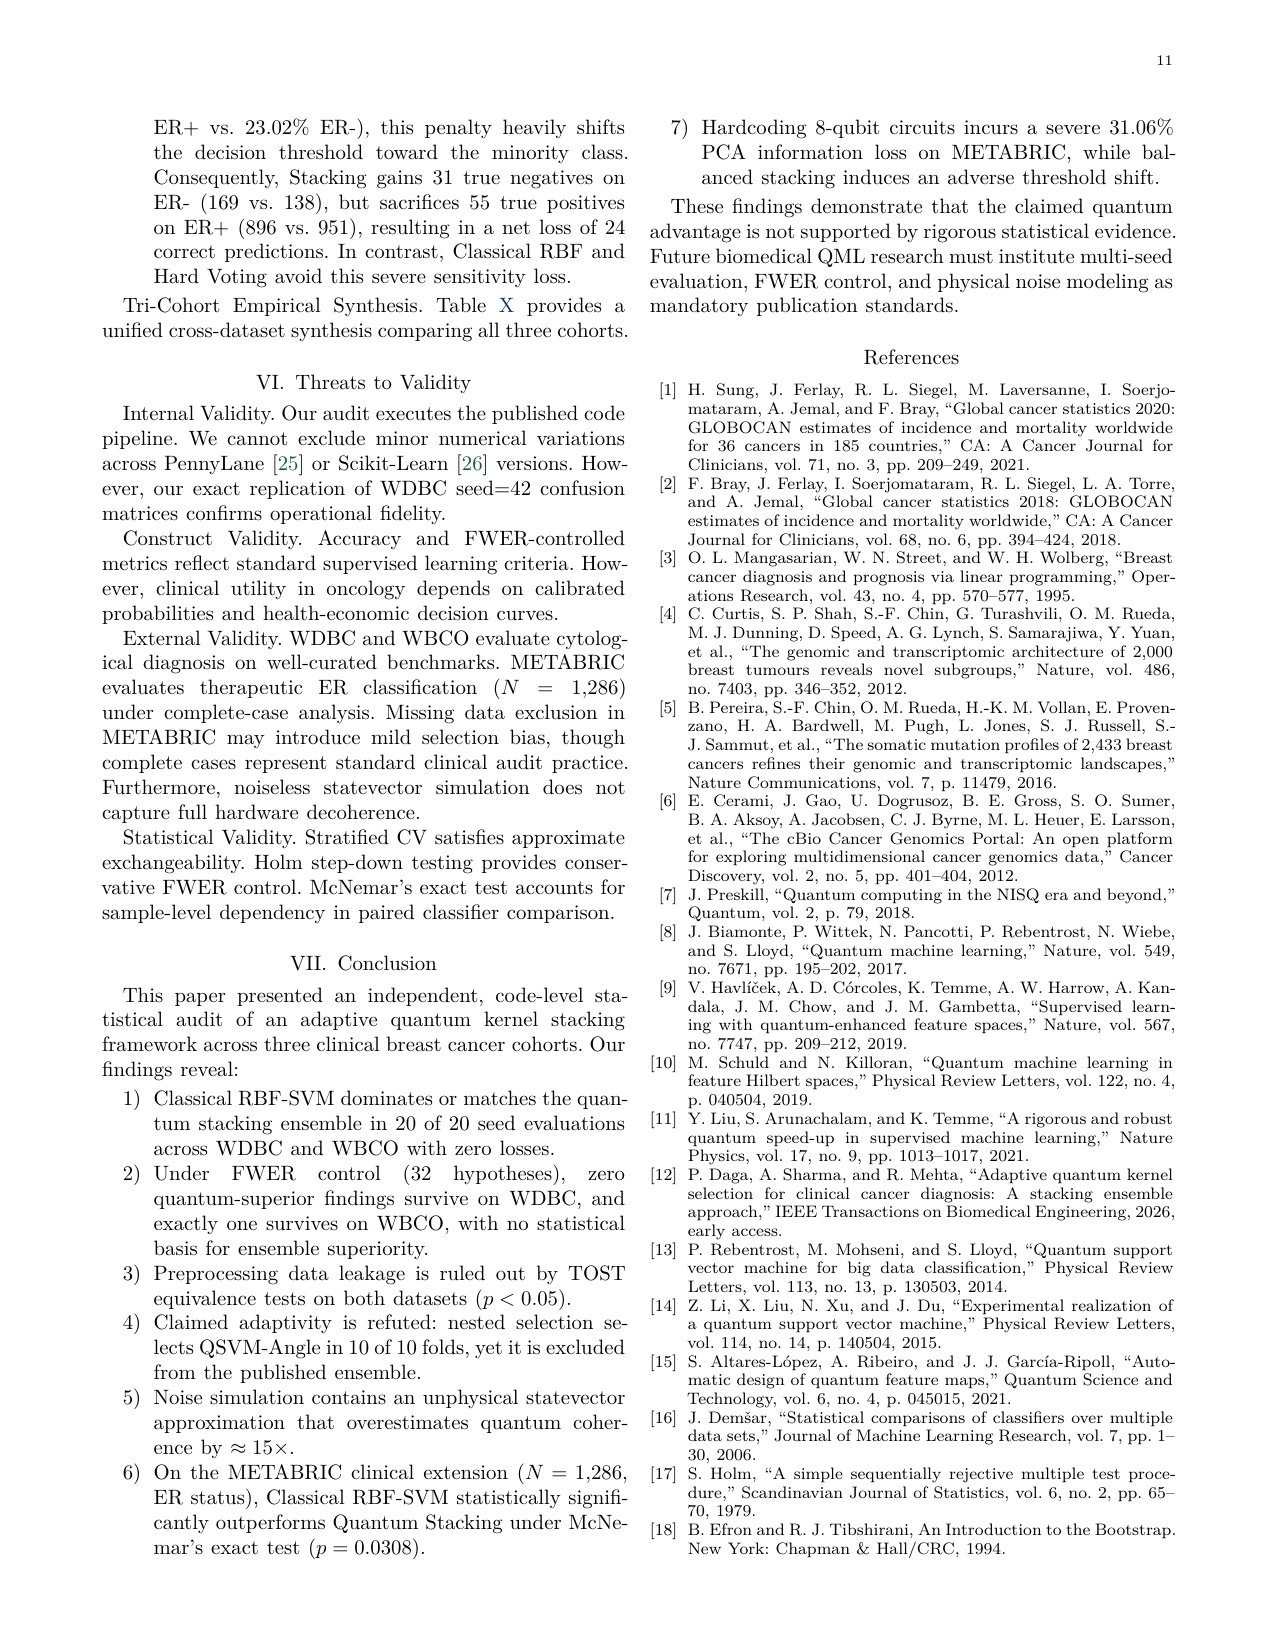 11
ER+ vs. 23.02% ER-), this penalty heavily shifts
the decision threshold toward the minority class.
Consequently, Stacking gains 31 true negatives on
ER- (169 vs. 138), but sacrifices 55 true positives
on ER+ (896 vs. 951), resulting in a net loss of 24
correct predictions. In contrast, Classical RBF and
Hard Voting avoid this severe sensitivity loss.
Tri-Cohort Empirical Synthesis. Table X provides a
unified cross-dataset synthesis comparing all three cohorts.
VI. Threats to Validity
Internal Validity. Our audit executes the published code
pipeline. We cannot exclude minor numerical variations
across PennyLane [25] or Scikit-Learn [26] versions. How-
ever, our exact replication of WDBC seed=42 confusion
matrices confirms operational fidelity.
Construct Validity. Accuracy and FWER-controlled
metrics reflect standard supervised learning criteria. How-
ever, clinical utility in oncology depends on calibrated
probabilities and health-economic decision curves.
External Validity. WDBC and WBCO evaluate cytolog-
ical diagnosis on well-curated benchmarks. METABRIC
evaluates therapeutic ER classification (N = 1,286)
under complete-case analysis. Missing data exclusion in
METABRIC may introduce mild selection bias, though
complete cases represent standard clinical audit practice.
Furthermore, noiseless statevector simulation does not
capture full hardware decoherence.
Statistical Validity. Stratified CV satisfies approximate
exchangeability. Holm step-down testing provides conser-
vative FWER control. McNemar's exact test accounts for
sample-level dependency in paired classifier comparison.
VII. Conclusion
This paper presented an independent, code-level sta-
tistical audit of an adaptive quantum kernel stacking
framework across three clinical breast cancer cohorts. Our
findings reveal:
1) Classical RBF-SVM dominates or matches the quan-
tum stacking ensemble in 20 of 20 seed evaluations
across WDBC and WBCO with zero losses.
2) Under FWER control (32 hypotheses), zero
quantum-superior findings survive on WDBC, and
exactly one survives on WBCO, with no statistical
basis for ensemble superiority.
3) Preprocessing data leakage is ruled out by TOST
equivalence tests on both datasets (p < 0.05).
4) Claimed adaptivity is refuted: nested selection se-
lects QSVM-Angle in 10 of 10 folds, yet it is excluded
from the published ensemble.
5) Noise simulation contains an unphysical statevector
approximation that overestimates quantum coher-
ence by ≈ 15×.
6) On the METABRIC clinical extension (N = 1,286,
ER status), Classical RBF-SVM statistically signifi-
cantly outperforms Quantum Stacking under McNe-
mar's exact test (p = 0.0308).
7) Hardcoding 8-qubit circuits incurs a severe 31.06%
PCA information loss on METABRIC, while bal-
anced stacking induces an adverse threshold shift.
These findings demonstrate that the claimed quantum
advantage is not supported by rigorous statistical evidence.
Future biomedical QML research must institute multi-seed
evaluation, FWER control, and physical noise modeling as
mandatory publication standards.
References
[1] H. Sung, J. Ferlay, R. L. Siegel, M. Laversanne, I. Soerjo-
mataram, A. Jemal, and F. Bray, “Global cancer statistics 2020:
GLOBOCAN estimates of incidence and mortality worldwide
for 36 cancers in 185 countries,” CA: A Cancer Journal for
Clinicians, vol. 71, no. 3, pp. 209–249, 2021.
[2] F. Bray, J. Ferlay, I. Soerjomataram, R. L. Siegel, L. A. Torre,
and A. Jemal, “Global cancer statistics 2018: GLOBOCAN
estimates of incidence and mortality worldwide,” CA: A Cancer
Journal for Clinicians, vol. 68, no. 6, pp. 394–424, 2018.
[3] O. L. Mangasarian, W. N. Street, and W. H. Wolberg, “Breast
cancer diagnosis and prognosis via linear programming,” Oper-
ations Research, vol. 43, no. 4, pp. 570–577, 1995.
[4] C. Curtis, S. P. Shah, S.-F. Chin, G. Turashvili, O. M. Rueda,
M. J. Dunning, D. Speed, A. G. Lynch, S. Samarajiwa, Y. Yuan,
et al., “The genomic and transcriptomic architecture of 2,000
breast tumours reveals novel subgroups,” Nature, vol. 486,
no. 7403, pp. 346–352, 2012.
[5] B. Pereira, S.-F. Chin, O. M. Rueda, H.-K. M. Vollan, E. Proven-
zano, H. A. Bardwell, M. Pugh, L. Jones, S. J. Russell, S.-
J. Sammut, et al., “The somatic mutation profiles of 2,433 breast
cancers refines their genomic and transcriptomic landscapes,”
Nature Communications, vol. 7, p. 11479, 2016.
[6] E. Cerami, J. Gao, U. Dogrusoz, B. E. Gross, S. O. Sumer,
B. A. Aksoy, A. Jacobsen, C. J. Byrne, M. L. Heuer, E. Larsson,
et al., “The cBio Cancer Genomics Portal: An open platform
for exploring multidimensional cancer genomics data,” Cancer
Discovery, vol. 2, no. 5, pp. 401–404, 2012.
[7] J. Preskill, “Quantum computing in the NISQ era and beyond,”
Quantum, vol. 2, p. 79, 2018.
[8] J. Biamonte, P. Wittek, N. Pancotti, P. Rebentrost, N. Wiebe,
and S. Lloyd, “Quantum machine learning,” Nature, vol. 549,
no. 7671, pp. 195–202, 2017.
[9] V. Havlíček, A. D. Córcoles, K. Temme, A. W. Harrow, A. Kan-
dala, J. M. Chow, and J. M. Gambetta, “Supervised learn-
ing with quantum-enhanced feature spaces,” Nature, vol. 567,
no. 7747, pp. 209–212, 2019.
[10] M. Schuld and N. Killoran, “Quantum machine learning in
feature Hilbert spaces,” Physical Review Letters, vol. 122, no. 4,
p. 040504, 2019.
[11] Y. Liu, S. Arunachalam, and K. Temme, “A rigorous and robust
quantum speed-up in supervised machine learning,” Nature
Physics, vol. 17, no. 9, pp. 1013–1017, 2021.
[12] P. Daga, A. Sharma, and R. Mehta, “Adaptive quantum kernel
selection for clinical cancer diagnosis: A stacking ensemble
approach,” IEEE Transactions on Biomedical Engineering, 2026,
early access.
[13] P. Rebentrost, M. Mohseni, and S. Lloyd, “Quantum support
vector machine for big data classification,” Physical Review
Letters, vol. 113, no. 13, p. 130503, 2014.
[14] Z. Li, X. Liu, N. Xu, and J. Du, “Experimental realization of
a quantum support vector machine,” Physical Review Letters,
vol. 114, no. 14, p. 140504, 2015.
[15] S. Altares-López, A. Ribeiro, and J. J. García-Ripoll, “Auto-
matic design of quantum feature maps,” Quantum Science and
Technology, vol. 6, no. 4, p. 045015, 2021.
[16] J. Demšar, “Statistical comparisons of classifiers over multiple
data sets,” Journal of Machine Learning Research, vol. 7, pp. 1–
30, 2006.
[17] S. Holm, “A simple sequentially rejective multiple test proce-
dure,” Scandinavian Journal of Statistics, vol. 6, no. 2, pp. 65–
70, 1979.
[18] B. Efron and R. J. Tibshirani, An Introduction to the Bootstrap.
New York: Chapman & Hall/CRC, 1994.